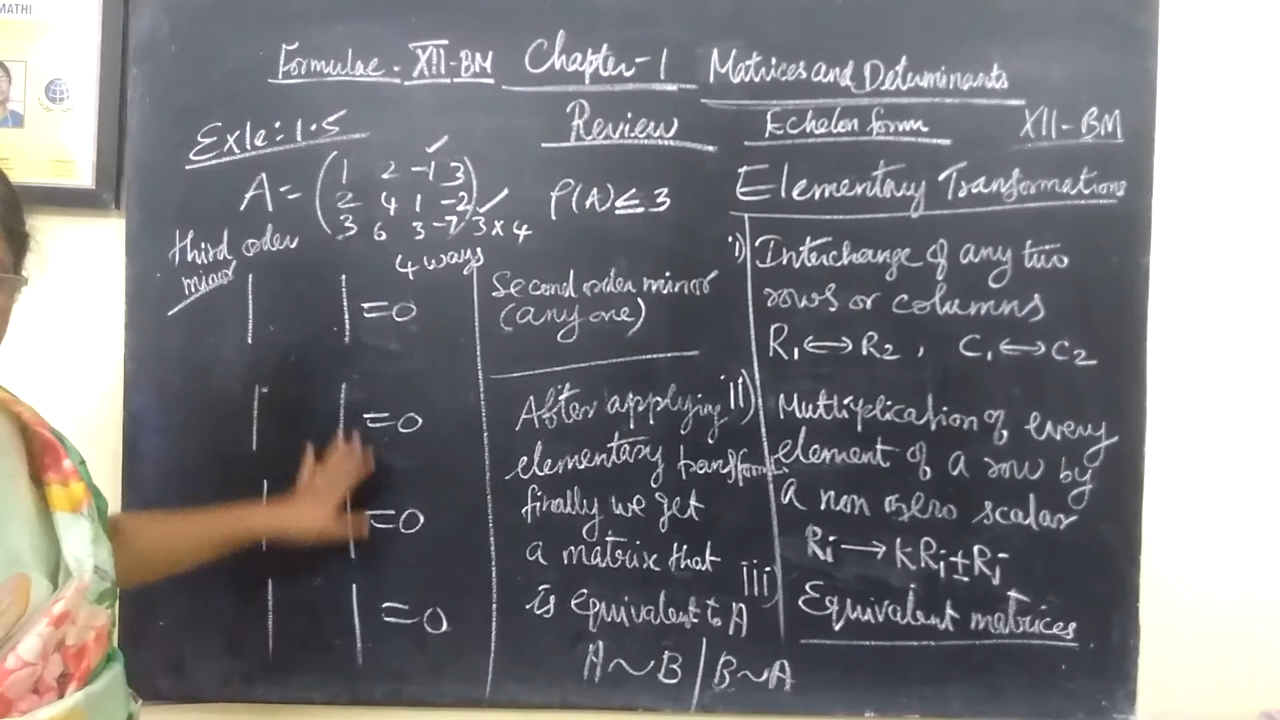 MATHI
Formulae. XII-BM Chapter-1 Matrices and Determinants
Review Echelon form XII-BM
Exle: 1.5
A = (1 2 -1 3
2 4 1 -2
3 6 3 -7) 3 x 4
ρ(A) ≤ 3
third order
minor
4 ways
| | = 0
| | = 0
| | = 0
| | = 0
Second order minor
(any one)
After applying
elementary transform.
finally we get
a matrix that
is equivalent to A
A ~ B | B ~ A
Elementary Transformations
i) Interchange of any two
rows or columns
R₁ ↔ R₂ , C₁ ↔ C₂
ii) Multiplication of every
element of a row by
a non zero scalar
Ri → kRi ± Rj
iii) Equivalent matrices